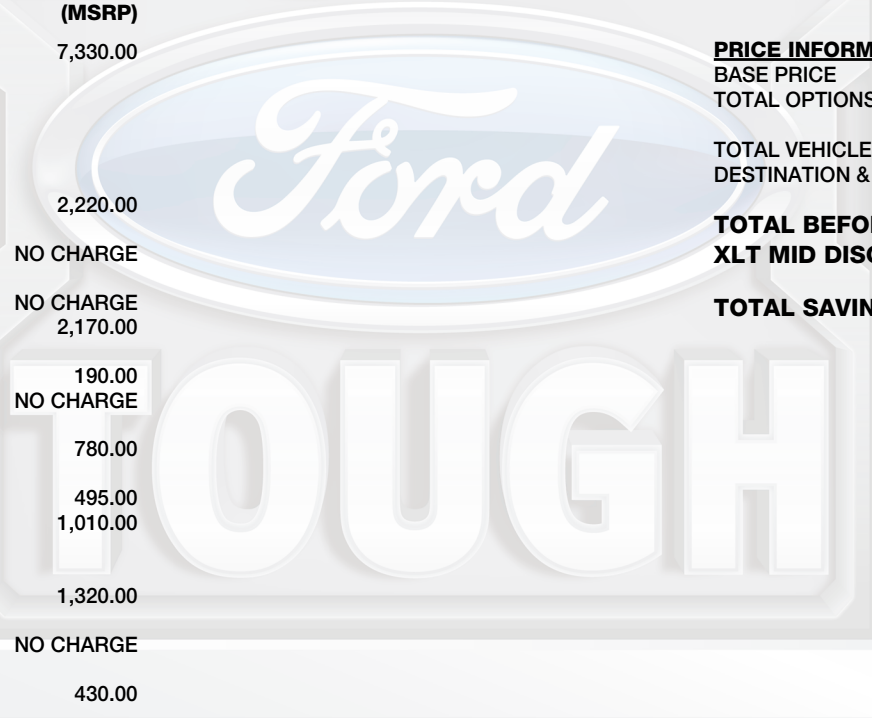 (MSRP)
7,330.00
2,220.00
NO CHARGE
NO CHARGE
2,170.00
190.00
NO CHARGE
780.00
495.00
1,010.00
1,320.00
NO CHARGE
430.00
PRICE INFORM
BASE PRICE
TOTAL OPTIONS
TOTAL VEHICLE
DESTINATION &
TOTAL BEFO
XLT MID DISC
TOTAL SAVIN
Ford
TOUGH